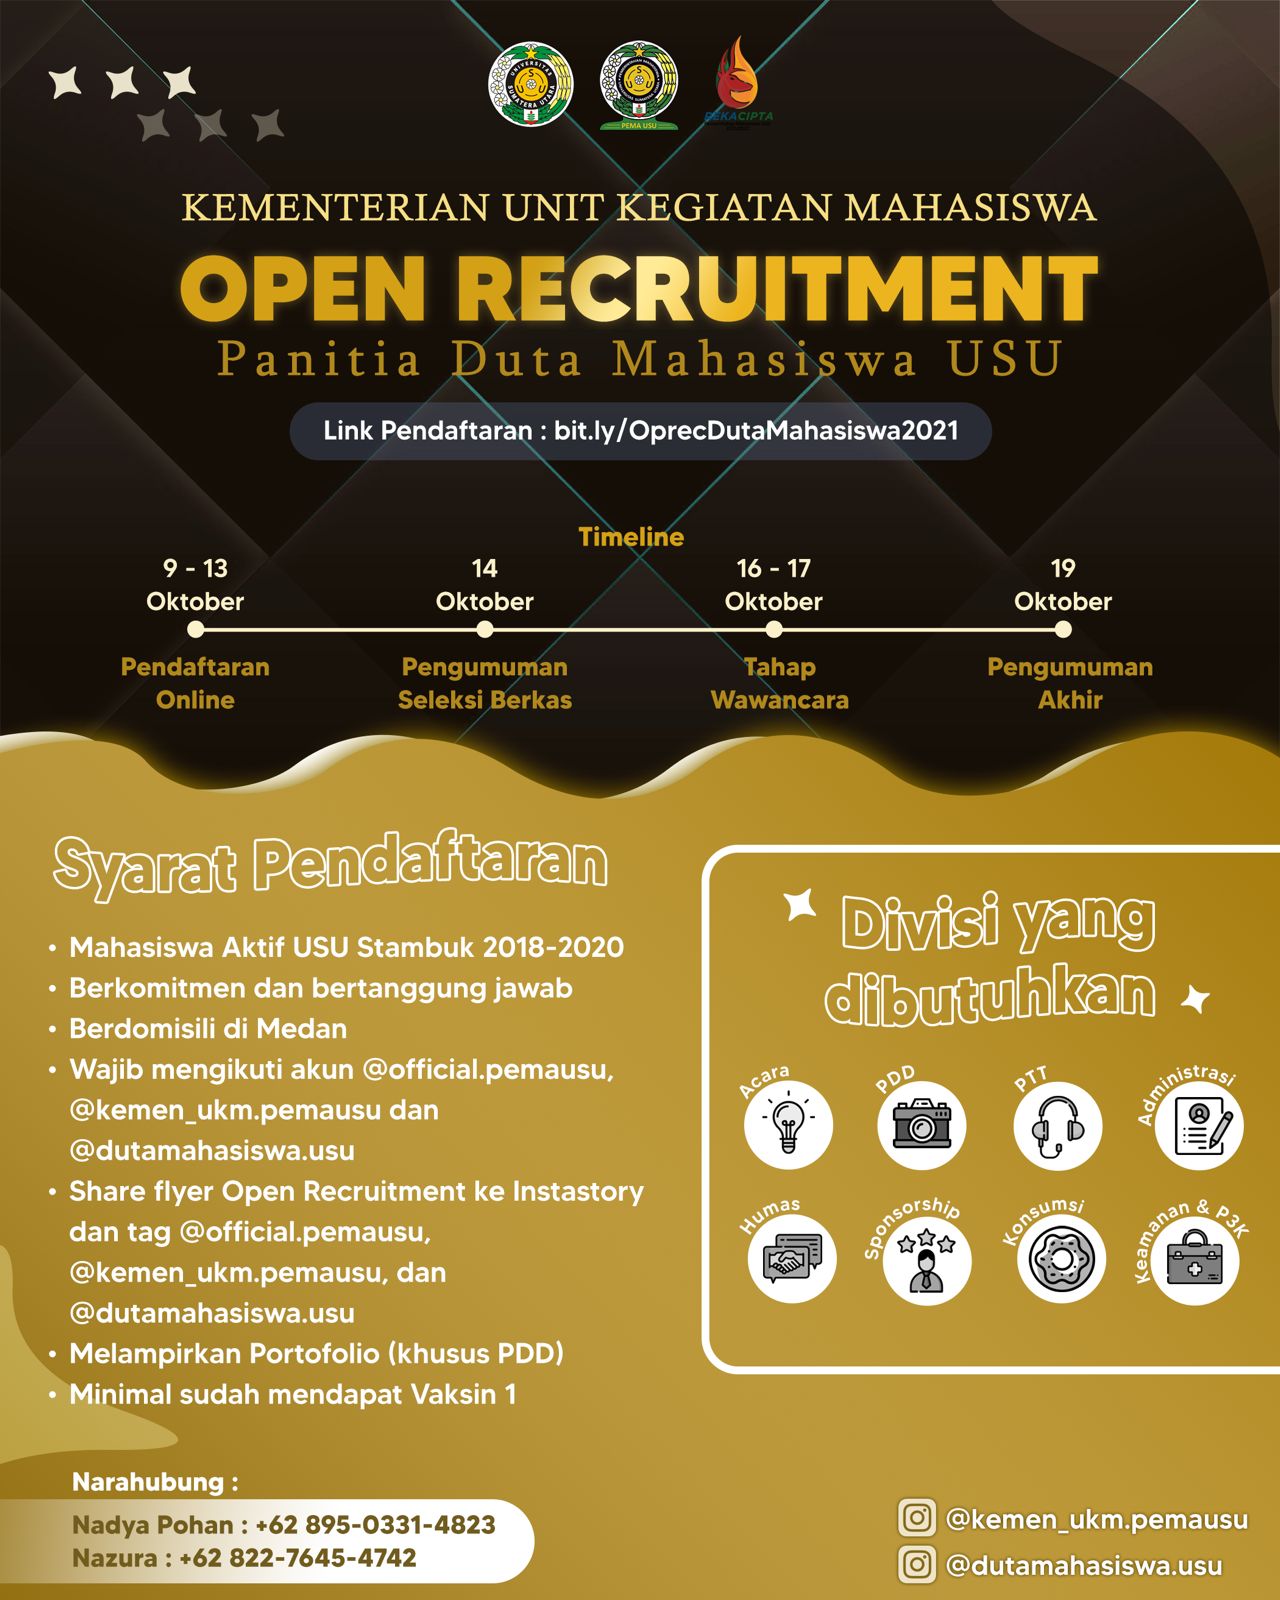 UNIVERSITAS SUMATERA UTARA
PEMA USU
KEMENTERIAN UNIT KEGIATAN MAHASISWA
OPEN RECRUITMENT
Panitia Duta Mahasiswa USU
Link Pendaftaran : bit.ly/OprecDutaMahasiswa2021
Timeline
9 - 13
Oktober
Pendaftaran
Online
14
Oktober
Pengumuman
Seleksi Berkas
16 - 17
Oktober
Tahap
Wawancara
19
Oktober
Pengumuman
Akhir
Syarat Pendaftaran
• Mahasiswa Aktif USU Stambuk 2018-2020
• Berkomitmen dan bertanggung jawab
• Berdomisili di Medan
• Wajib mengikuti akun @official.pemausu,
@kemen_ukm.pemausu dan
@dutamahasiswa.usu
• Share flyer Open Recruitment ke Instastory
dan tag @official.pemausu,
@kemen_ukm.pemausu, dan
@dutamahasiswa.usu
• Melampirkan Portofolio (khusus PDD)
• Minimal sudah mendapat Vaksin 1
Divisi yang
dibutuhkan
Acara
PDD
PTT
Administrasi
Humas
Sponsorship
Konsumsi
Keamanan & P3K
Narahubung :
Nadya Pohan : +62 895-0331-4823
Nazura : +62 822-7645-4742
@kemen_ukm.pemausu
@dutamahasiswa.usu